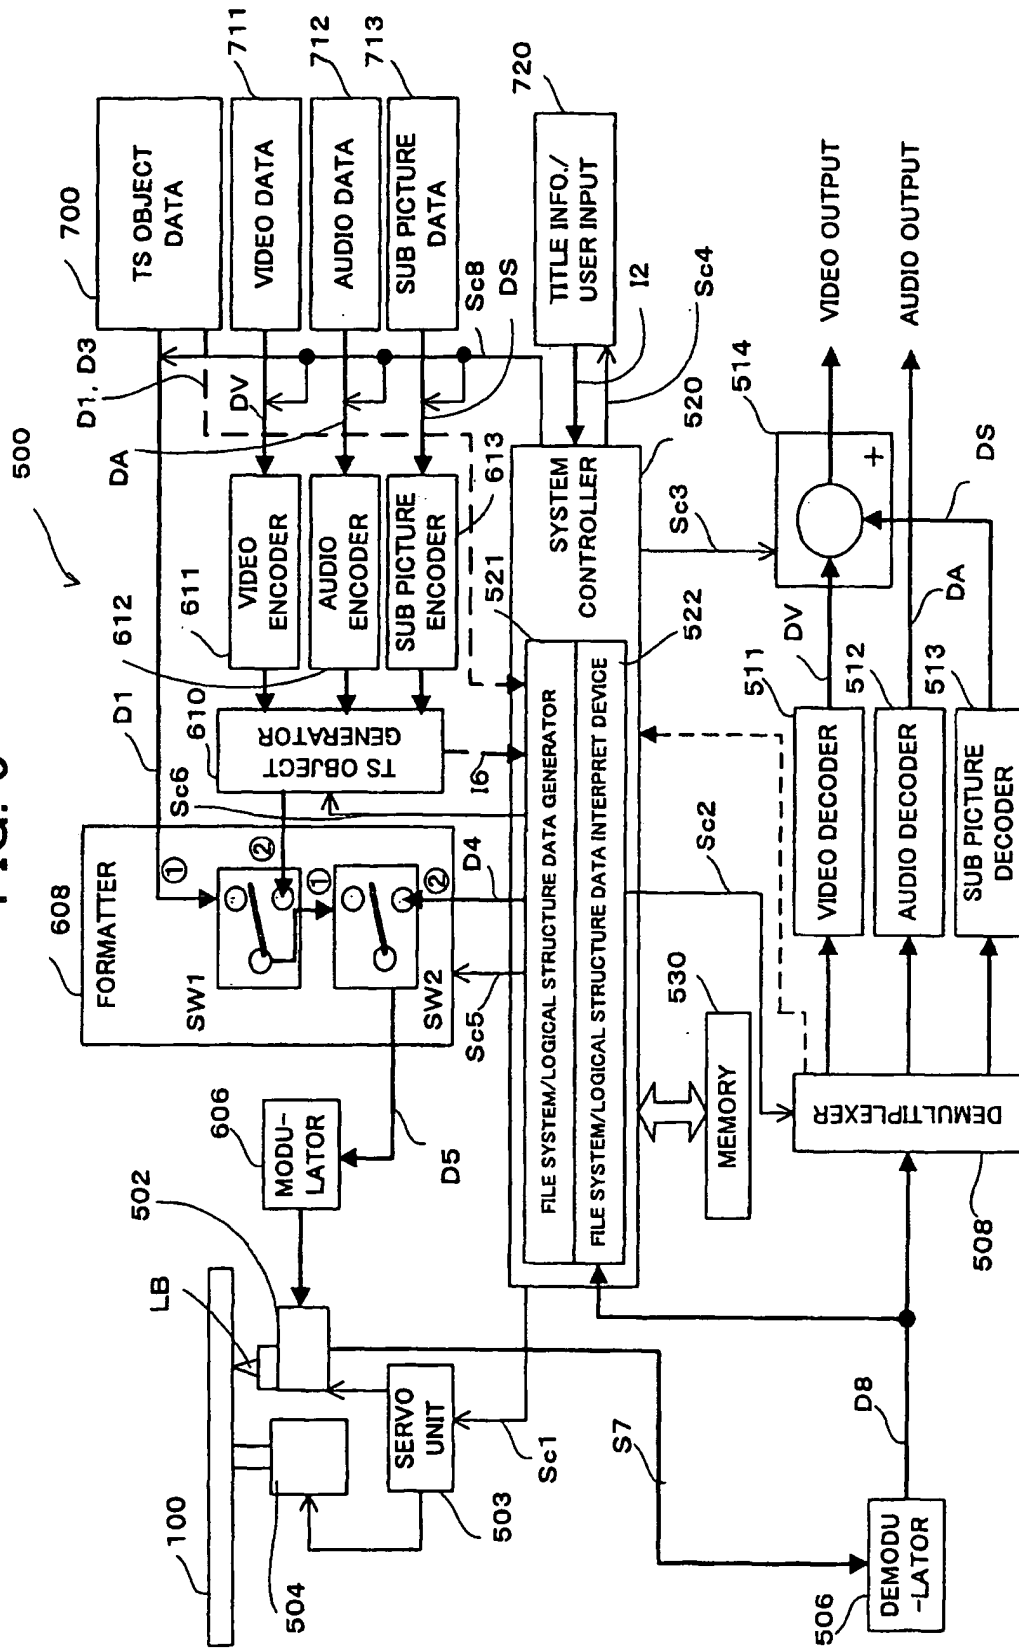 500
100
LB
502
504
SERVO
UNIT
503
Sc1
606
MODU-
LATOR
D5
608
FORMATTER
SW1
SW2
①
②
①
②
Sc5
D4
D1
Sc6
610
TS OBJECT
GENERATOR
I6
612
611
VIDEO
ENCODER
AUDIO
ENCODER
SUB PICTURE
ENCODER
613
D1, D3
DV
DA
DS
Sc8
700
TS OBJECT
DATA
VIDEO DATA
711
AUDIO DATA
712
SUB PICTURE
DATA
713
720
TITLE INFO./
USER INPUT
I2
Sc4
520
SYSTEM
CONTROLLER
521
FILE SYSTEM/LOGICAL STRUCTURE DATA GENERATOR
FILE SYSTEM/LOGICAL STRUCTURE DATA INTERPRET DEVICE
522
530
MEMORY
Sc2
Sc3
S7
506
DEMODU
-LATOR
D8
508
DEMULTIPLEXER
511
VIDEO DECODER
512
AUDIO DECODER
513
SUB PICTURE
DECODER
DV
DA
DS
514
+
VIDEO OUTPUT
AUDIO OUTPUT